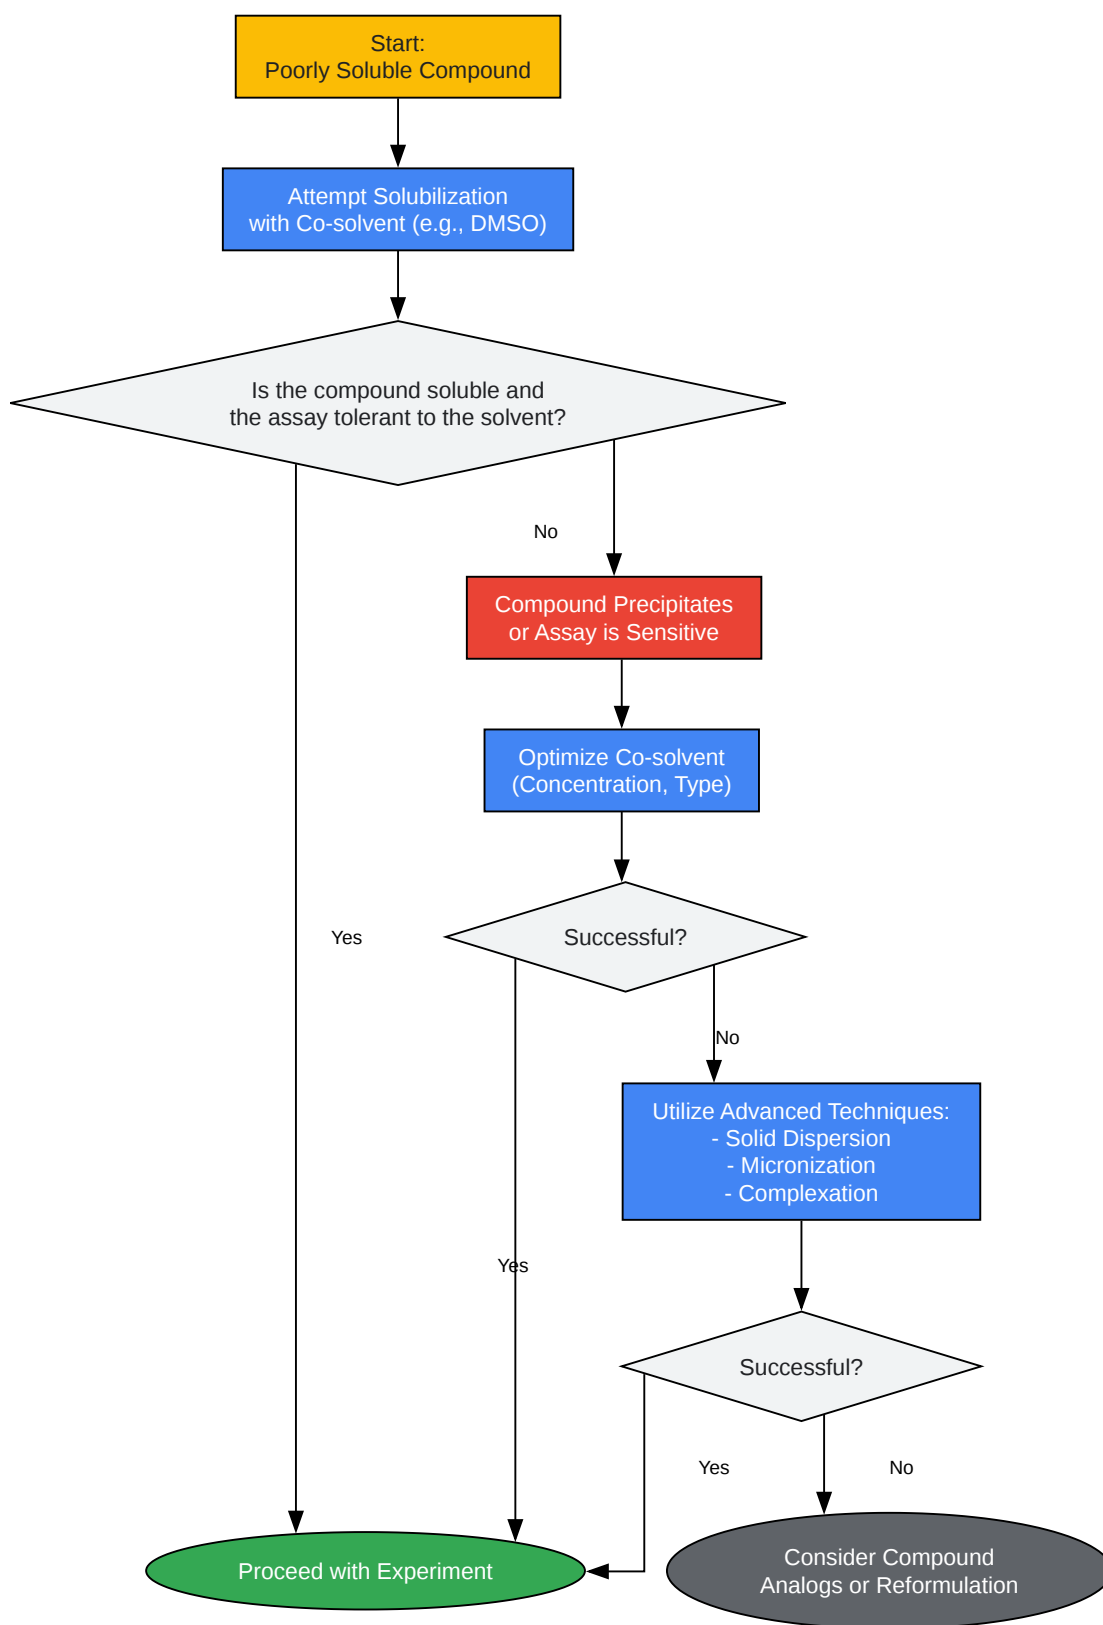 Start:
Poorly Soluble Compound
Attempt Solubilization
with Co-solvent (e.g., DMSO)
Is the compound soluble and
the assay tolerant to the solvent?
No
Compound Precipitates
or Assay is Sensitive
Optimize Co-solvent
(Concentration, Type)
Yes
Successful?
No
Utilize Advanced Techniques:
- Solid Dispersion
- Micronization
- Complexation
Yes
Successful?
Yes
No
Proceed with Experiment
Consider Compound
Analogs or Reformulation